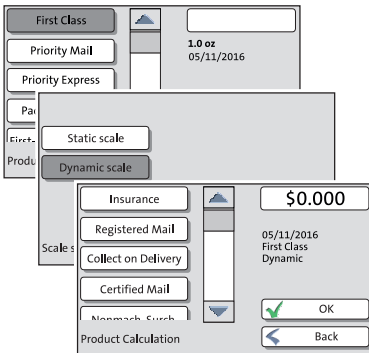 First Class
Priority Mail
Priority Express
1.0 oz
05/11/2016
Static scale
Dynamic scale
Insurance
Registered Mail
Collect on Delivery
Certified Mail
Product Calculation
$0.000
05/11/2016
First Class
Dynamic
OK
Back